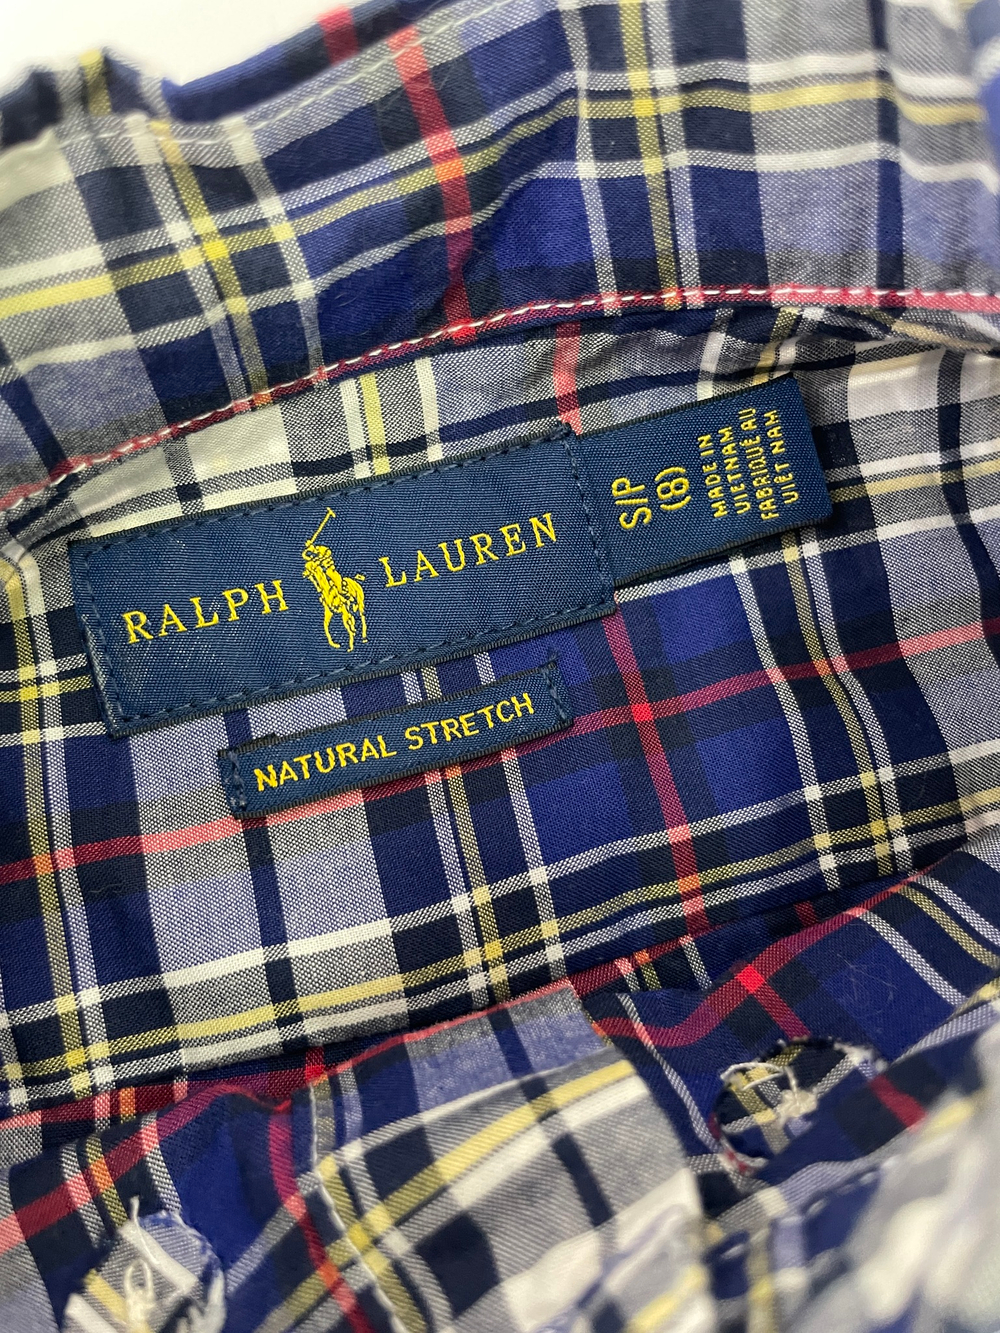 RALPH LAUREN
NATURAL STRETCH
S/P
(8)
MADE IN
VIETNAM
FABRIQUÉ AU
VIÊT NAM